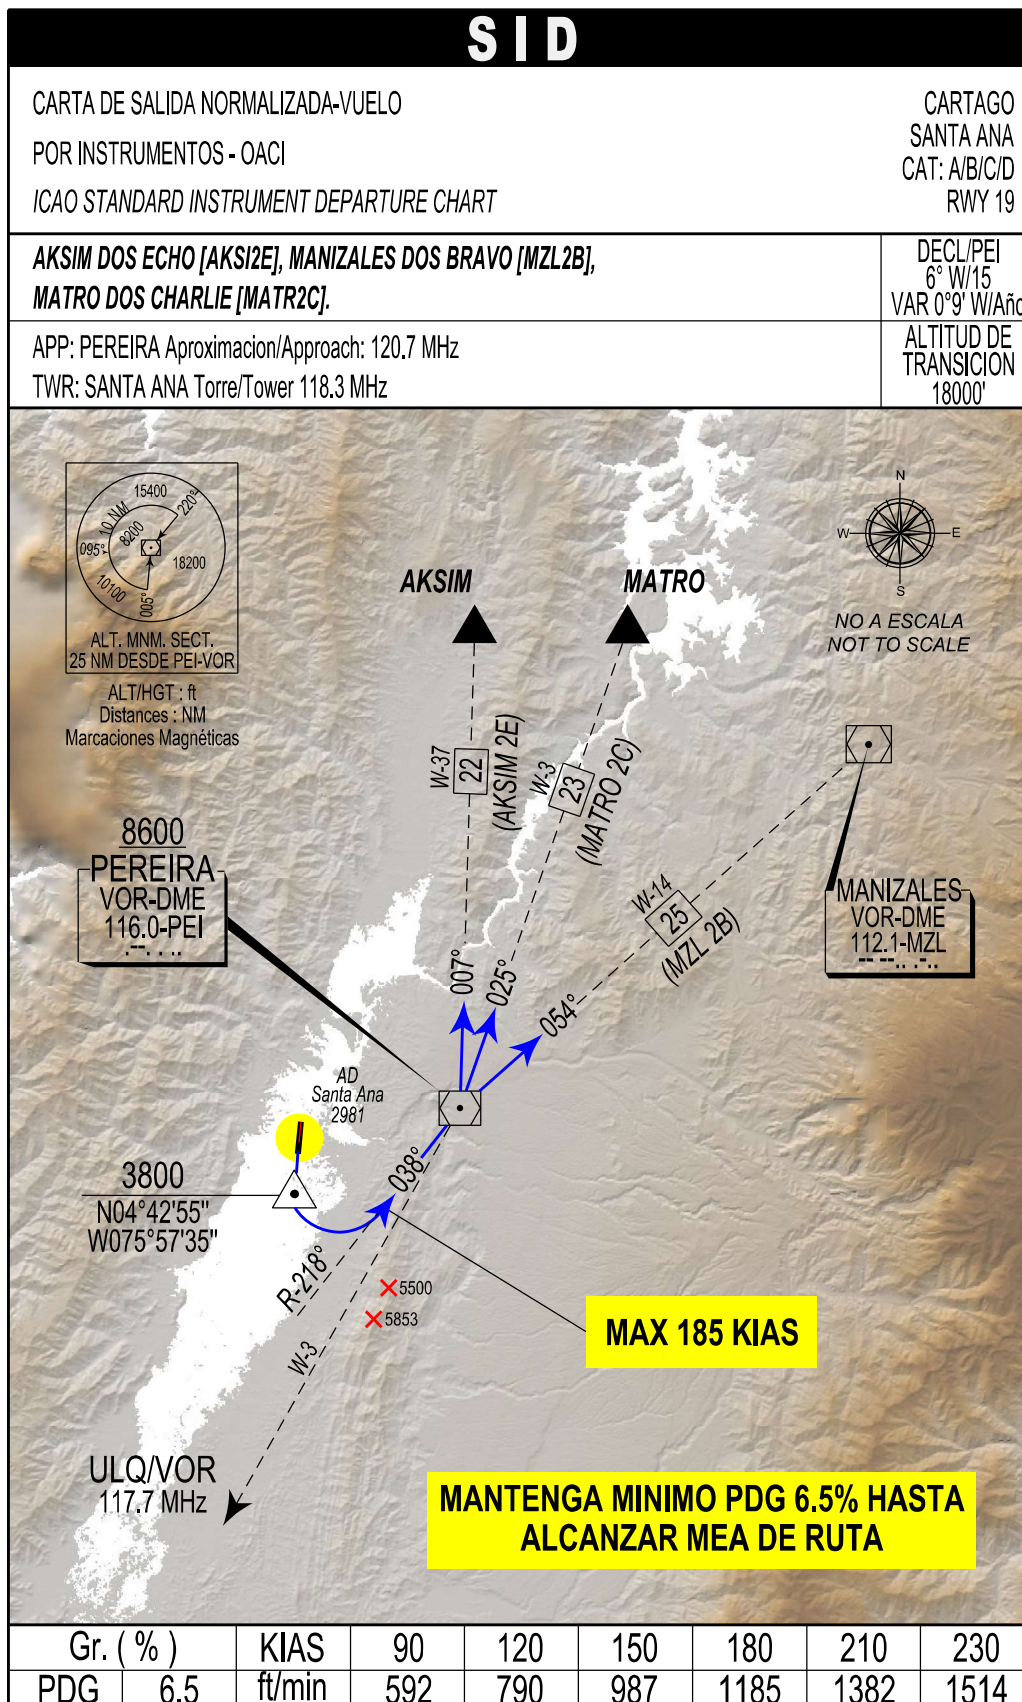 SID
CARTA DE SALIDA NORMALIZADA-VUELO
POR INSTRUMENTOS - OACI
ICAO STANDARD INSTRUMENT DEPARTURE CHART
CARTAGO
SANTA ANA
CAT: A/B/C/D
RWY 19
AKSIM DOS ECHO [AKSI2E], MANIZALES DOS BRAVO [MZL2B],
MATRO DOS CHARLIE [MATR2C].
DECL/PEI
6° W/15
VAR 0°9' W/Año
APP: PEREIRA Aproximacion/Approach: 120.7 MHz
TWR: SANTA ANA Torre/Tower 118.3 MHz
ALTITUD DE
TRANSICION
18000'
15400
220°
10 NM
8200
095°
18200
10100
005°
ALT. MNM. SECT.
25 NM DESDE PEI-VOR
ALT/HGT : ft
Distances : NM
Marcaciones Magnéticas
N
W
E
S
NO A ESCALA
NOT TO SCALE
AKSIM
MATRO
W-37
22
(AKSIM 2E)
W-3
23
(MATRO 2C)
W-14
25
(MZL 2B)
8600
PEREIRA
VOR-DME
116.0-PEI
MANIZALES
VOR-DME
112.1-MZL
007°
025°
054°
AD
Santa Ana
2981
038°
3800
N04°42'55"
W075°57'35"
R-218°
5500
5853
W-3
MAX 185 KIAS
ULQ/VOR
117.7 MHz
MANTENGA MINIMO PDG 6.5% HASTA
ALCANZAR MEA DE RUTA
Gr. ( % ) KIAS 90 120 150 180 210 230
PDG 6.5 ft/min 592 790 987 1185 1382 1514